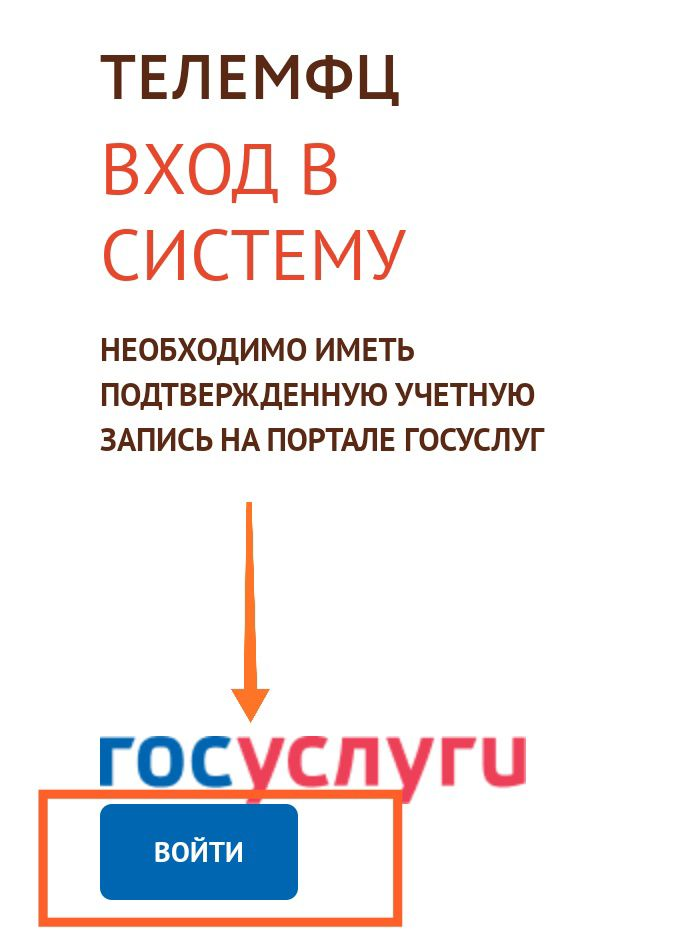 ТЕЛЕМФЦ
ВХОД В
СИСТЕМУ
НЕОБХОДИМО ИМЕТЬ
ПОДТВЕРЖДЕННУЮ УЧЕТНУЮ
ЗАПИСЬ НА ПОРТАЛЕ ГОСУСЛУГ
госуслуги
ВОЙТИ